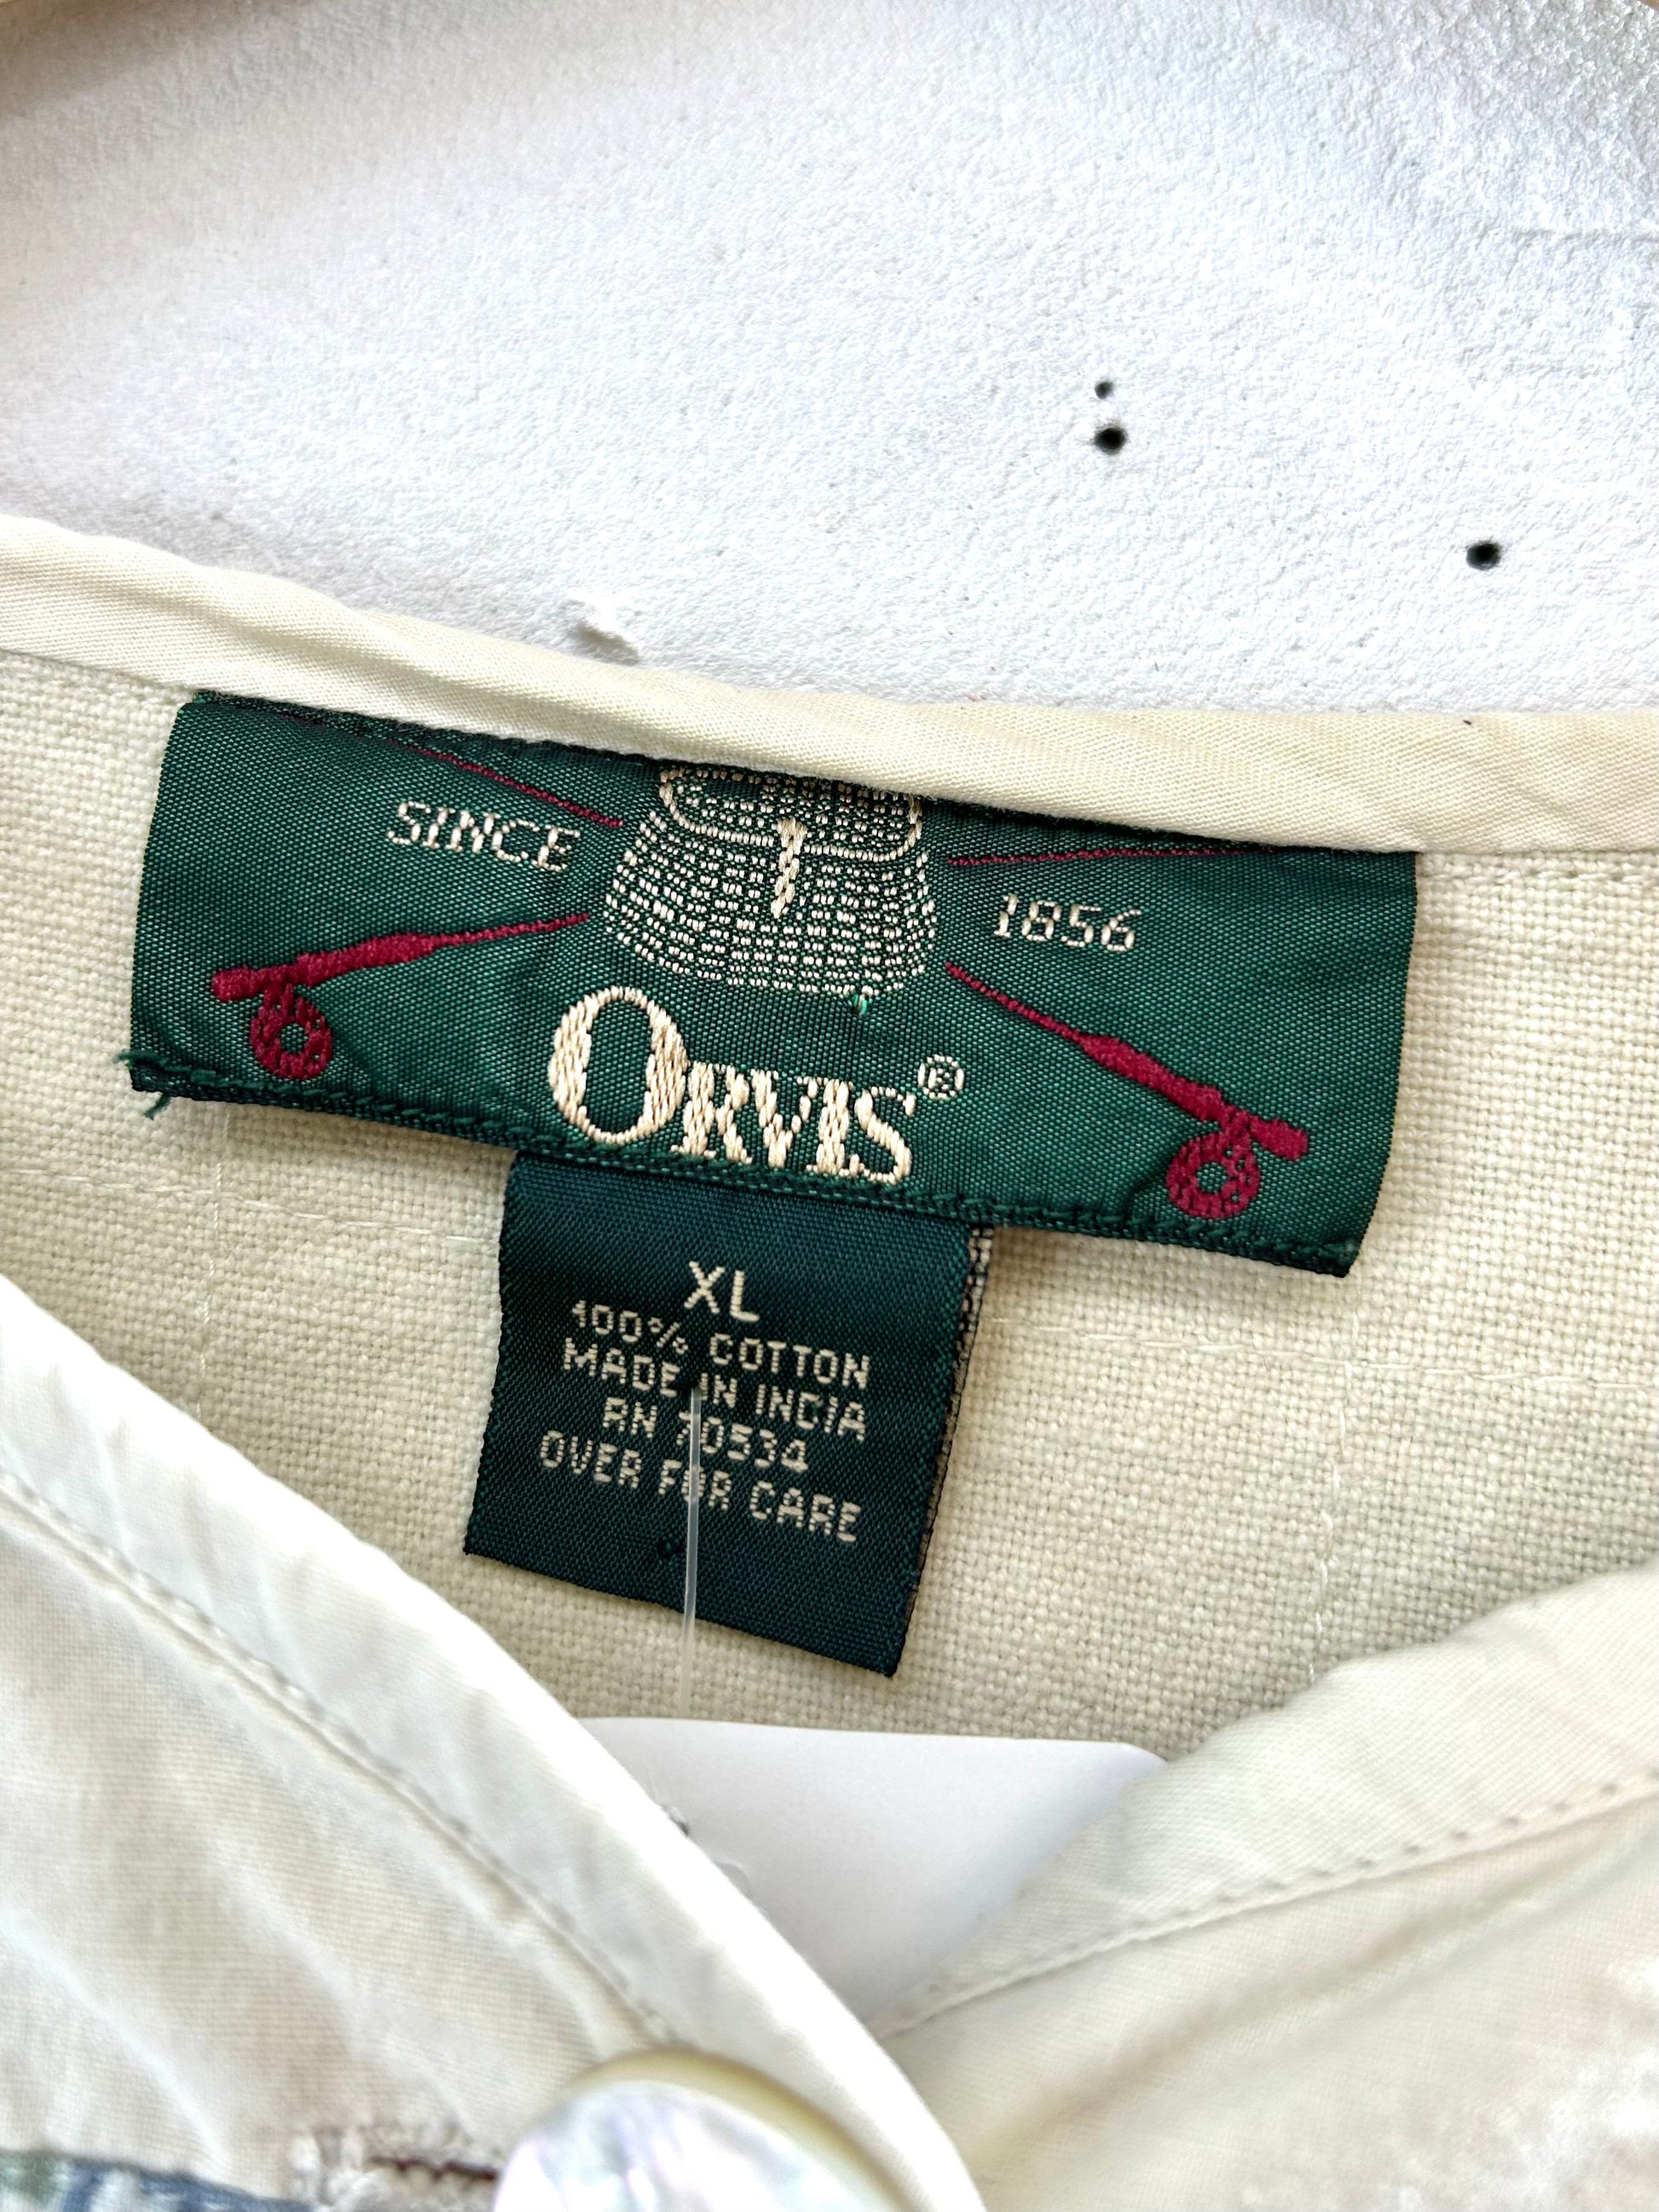 SINCE 1856
ORVIS®
XL
100% COTTON
MADE IN INDIA
RN 70534
OVER FOR CARE